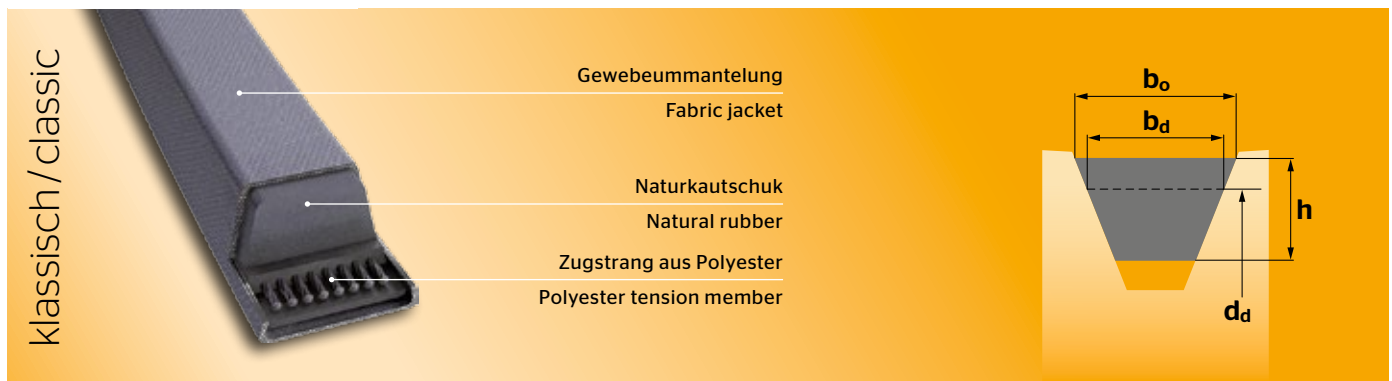 klassisch / classic
Gewebeummantelung
Fabric jacket
Naturkautschuk
Natural rubber
Zugstrang aus Polyester
Polyester tension member
bo
bd
h
dd